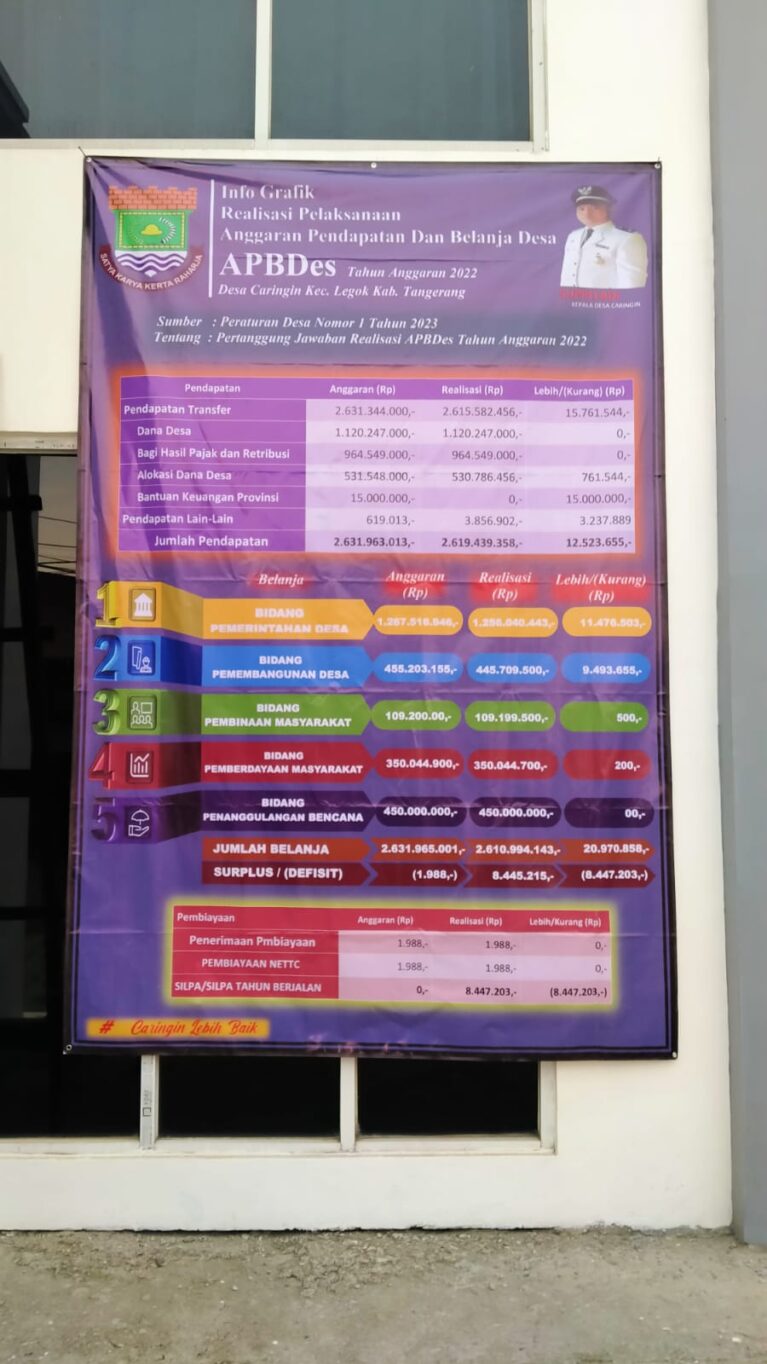 Info Grafik
Realisasi Pelaksanaan
Anggaran Pendapatan Dan Belanja Desa
APBDes Tahun Anggaran 2022
Desa Caringin Kec. Legok Kab. Tangerang
SATYA KARYA KERTA RAHARJA
KEPALA DESA CARINGIN
Sumber : Peraturan Desa Nomor 1 Tahun 2023
Tentang : Pertanggung Jawaban Realisasi APBDes Tahun Anggaran 2022
Pendapatan Anggaran (Rp) Realisasi (Rp) Lebih/(Kurang) (Rp)
Pendapatan Transfer 2.631.344.000,- 2.615.582.456,- 15.761.544,-
Dana Desa 1.120.247.000,- 1.120.247.000,- 0,-
Bagi Hasil Pajak dan Retribusi 964.549.000,- 964.549.000,- 0,-
Alokasi Dana Desa 531.548.000,- 530.786.456,- 761.544,-
Bantuan Keuangan Provinsi 15.000.000,- 0,- 15.000.000,-
Pendapatan Lain-Lain 619.013,- 3.856.902,- 3.237.889
Jumlah Pendapatan 2.631.963.013,- 2.619.439.358,- 12.523.655,-
Belanja Anggaran (Rp) Realisasi (Rp) Lebih/(Kurang) (Rp)
1 BIDANG
PEMERINTAHAN DESA 1.267.516.946,- 1.256.040.443,- 11.476.503,-
2 BIDANG
PEMEMBANGUNAN DESA 455.203.155,- 445.709.500,- 9.493.655,-
3 BIDANG
PEMBINAAN MASYARAKAT 109.200.00,- 109.199.500,- 500,-
4 BIDANG
PEMBERDAYAAN MASYARAKAT 350.044.900,- 350.044.700,- 200,-
5 BIDANG
PENANGGULANGAN BENCANA 450.000.000,- 450.000.000,- 00,-
JUMLAH BELANJA 2.631.965.001,- 2.610.994.143,- 20.970.858,-
SURPLUS / (DEFISIT) (1.988,-) 8.445.215,- (8.447.203,-)
Pembiayaan Anggaran (Rp) Realisasi (Rp) Lebih/Kurang (Rp)
Penerimaan Pmbiayaan 1.988,- 1.988,- 0,-
PEMBIAYAAN NETTC 1.988,- 1.988,- 0,-
SILPA/SILPA TAHUN BERJALAN 0,- 8.447.203,- (8.447.203,-)
# Caringin Lebih Baik